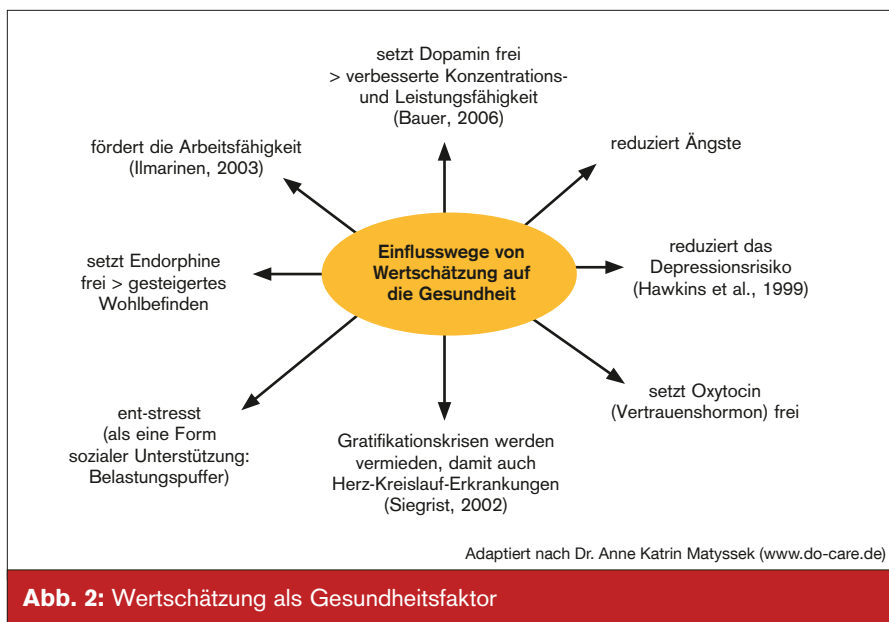 setzt Dopamin frei
> verbesserte Konzentrations-
und Leistungsfähigkeit
(Bauer, 2006)
fördert die Arbeitsfähigkeit
(Ilmarinen, 2003)
reduziert Ängste
setzt Endorphine
frei > gesteigertes
Wohlbefinden
Einflusswege von
Wertschätzung auf
die Gesundheit
reduziert das
Depressionsrisiko
(Hawkins et al., 1999)
ent-stresst
(als eine Form
sozialer Unterstützung:
Belastungspuffer)
Gratifikationskrisen werden
vermieden, damit auch
Herz-Kreislauf-Erkrankungen
(Siegrist, 2002)
setzt Oxytocin
(Vertrauenshormon) frei
Adaptiert nach Dr. Anne Katrin Matyssek (www.do-care.de)
Abb. 2: Wertschätzung als Gesundheitsfaktor